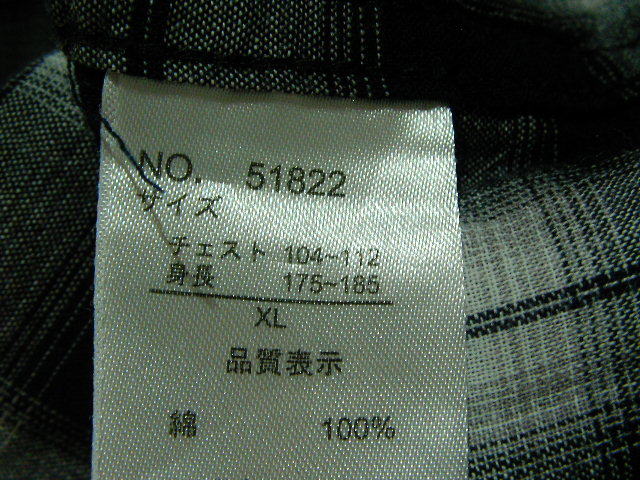 NO. 51822
サイズ
チェスト 104~112
身長 175~185
XL
品質表示
綿 100%